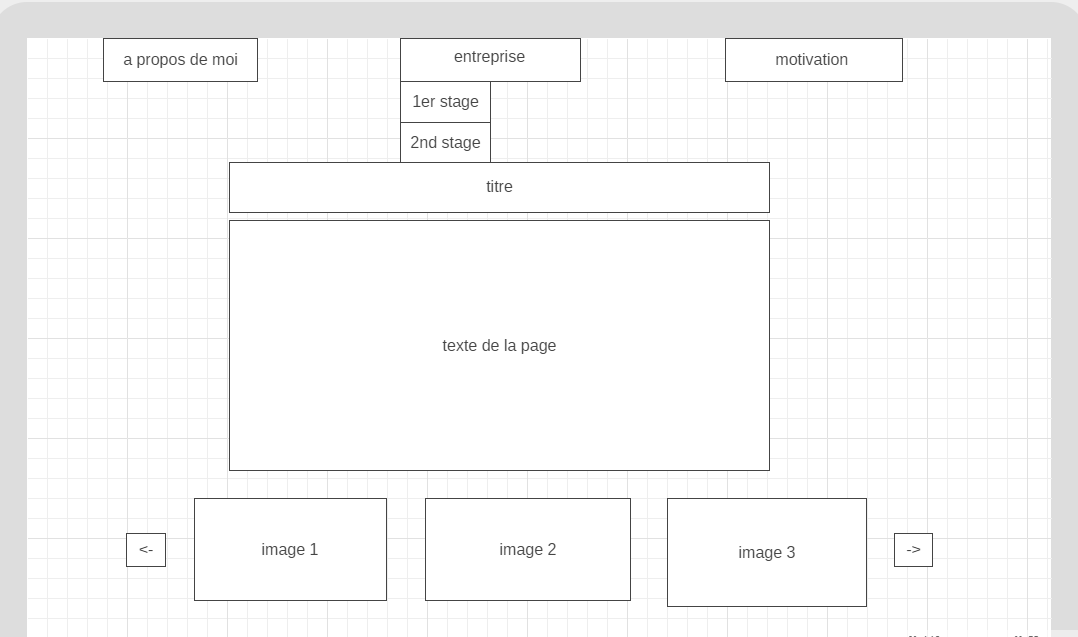 a propos de moi
entreprise
motivation
1er stage
2nd stage
titre
texte de la page
<-
image 1
image 2
image 3
->